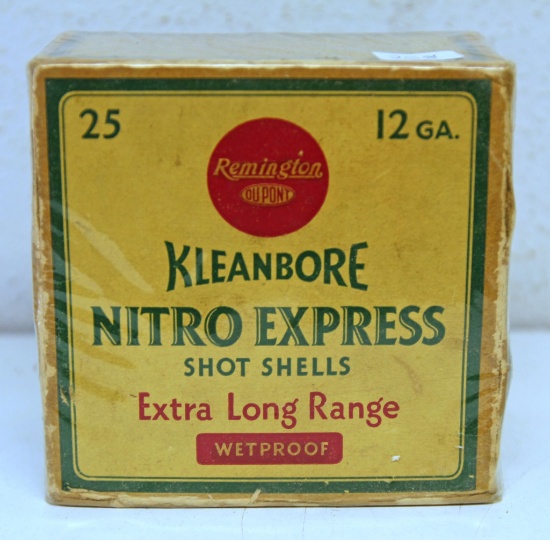 25 12 GA.
Remington
DU PONT
KLEANBORE
NITRO EXPRESS
SHOT SHELLS
Extra Long Range
WETPROOF